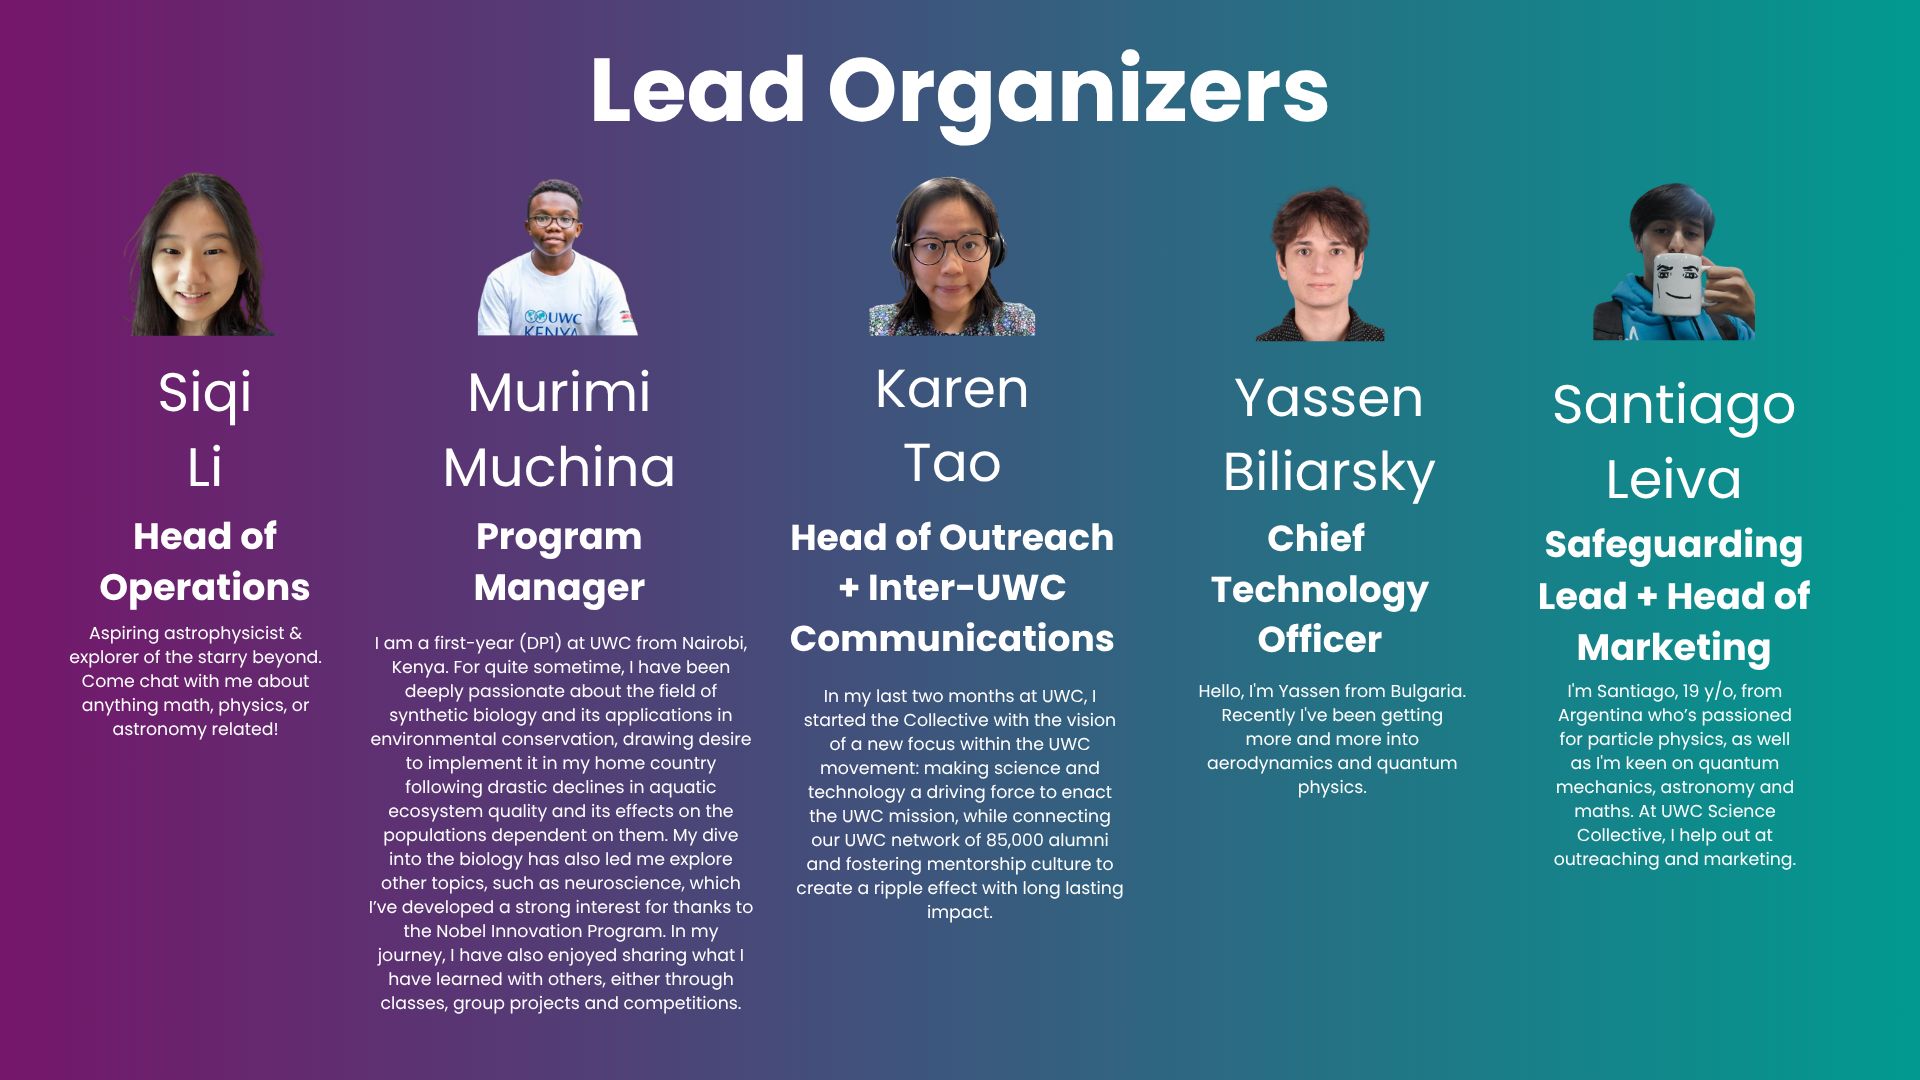 Lead Organizers
UWC
KENYA
Siqi
Li
Head of
Operations
Aspiring astrophysicist &
explorer of the starry beyond.
Come chat with me about
anything math, physics, or
astronomy related!
Murimi
Muchina
Program
Manager
I am a first-year (DP1) at UWC from Nairobi,
Kenya. For quite sometime, I have been
deeply passionate about the field of
synthetic biology and its applications in
environmental conservation, drawing desire
to implement it in my home country
following drastic declines in aquatic
ecosystem quality and its effects on the
populations dependent on them. My dive
into the biology has also led me explore
other topics, such as neuroscience, which
I’ve developed a strong interest for thanks to
the Nobel Innovation Program. In my
journey, I have also enjoyed sharing what I
have learned with others, either through
classes, group projects and competitions.
Karen
Tao
Head of Outreach
+ Inter-UWC
Communications
In my last two months at UWC, I
started the Collective with the vision
of a new focus within the UWC
movement: making science and
technology a driving force to enact
the UWC mission, while connecting
our UWC network of 85,000 alumni
and fostering mentorship culture to
create a ripple effect with long lasting
impact.
Yassen
Biliarsky
Chief
Technology
Officer
Hello, I'm Yassen from Bulgaria.
Recently I've been getting
more and more into
aerodynamics and quantum
physics.
Santiago
Leiva
Safeguarding
Lead + Head of
Marketing
I'm Santiago, 19 y/o, from
Argentina who’s passioned
for particle physics, as well
as I'm keen on quantum
mechanics, astronomy and
maths. At UWC Science
Collective, I help out at
outreaching and marketing.